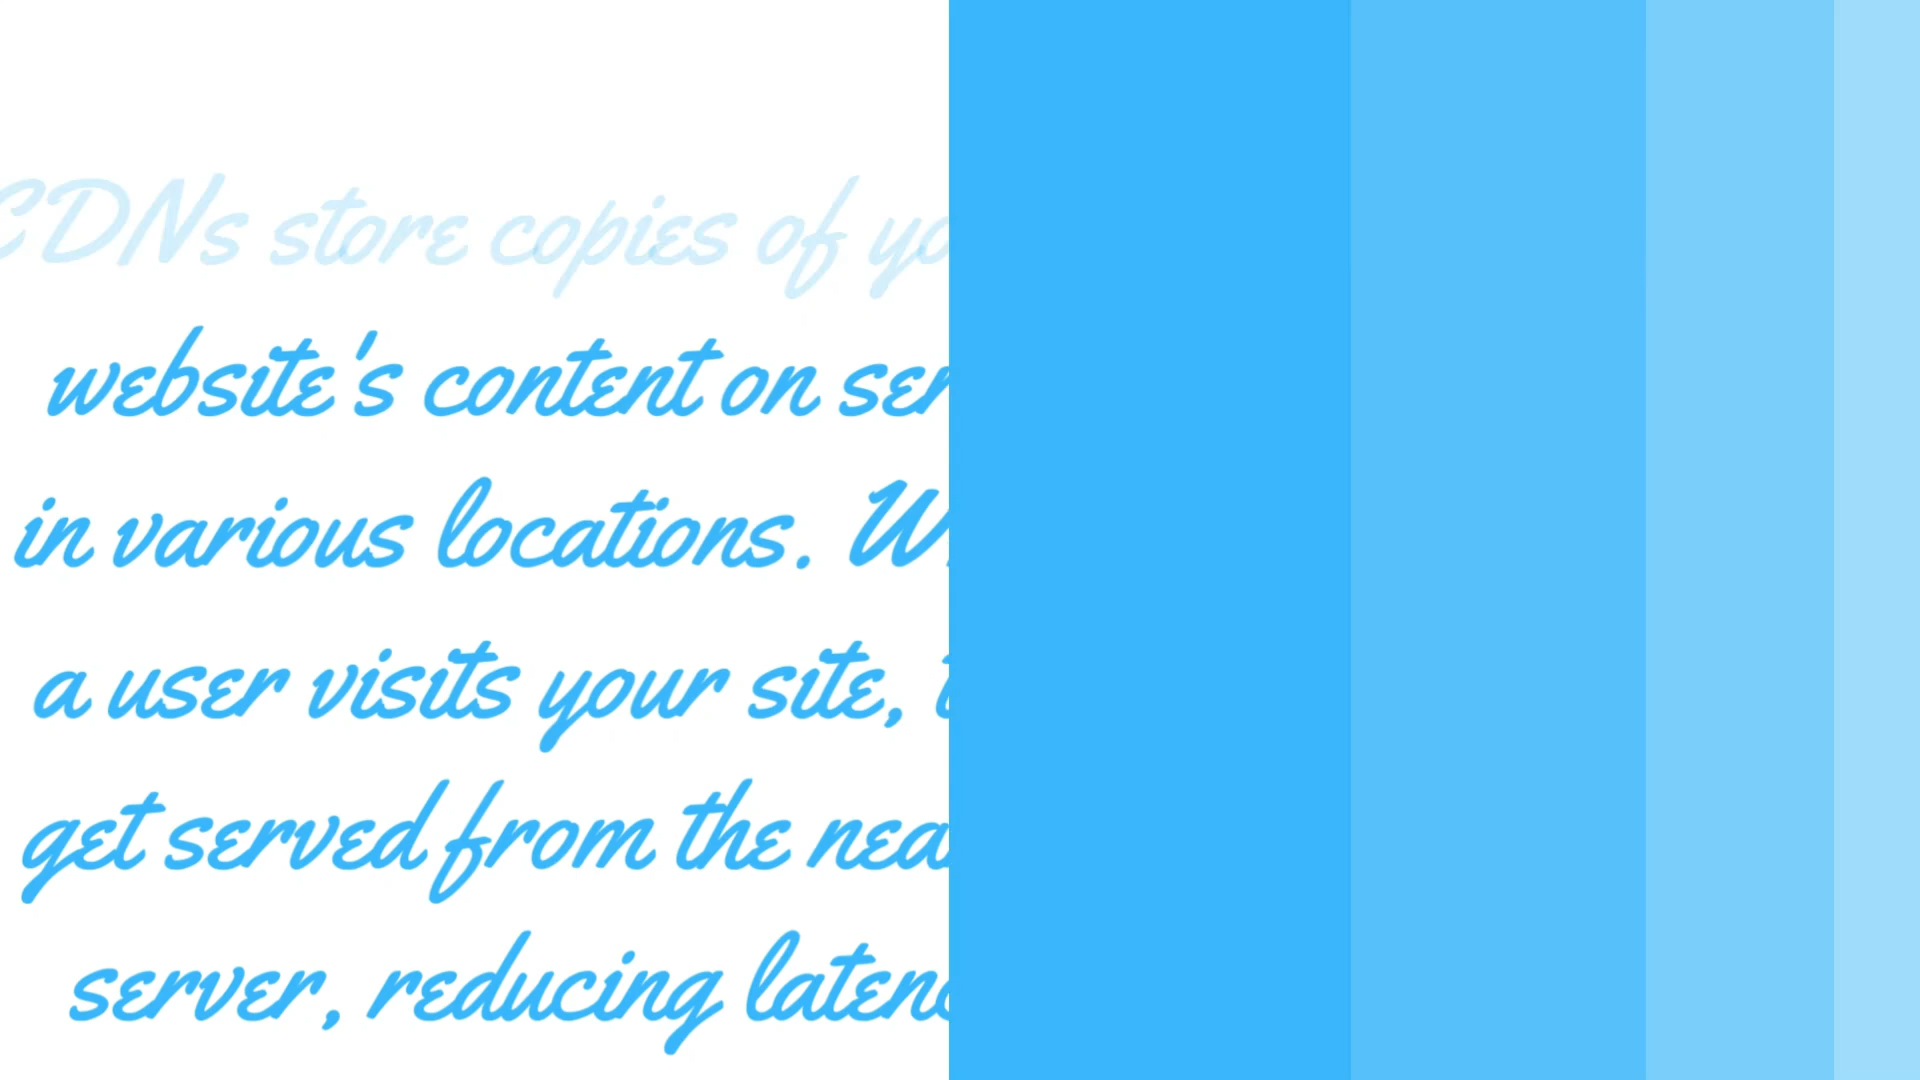 CDNs store copies of yo
website's content on ser
in various locations. W
a user visits your site,
get served from the nea
server, reducing latenc